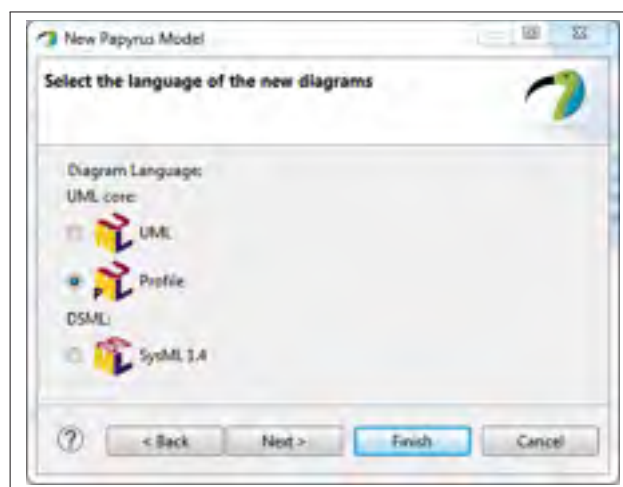 New Papyrus Model
Select the language of the new diagrams
Diagram Language:
UML core:
UML
Profile
DSML:
SysML 1.4
? < Back Next > Finish Cancel